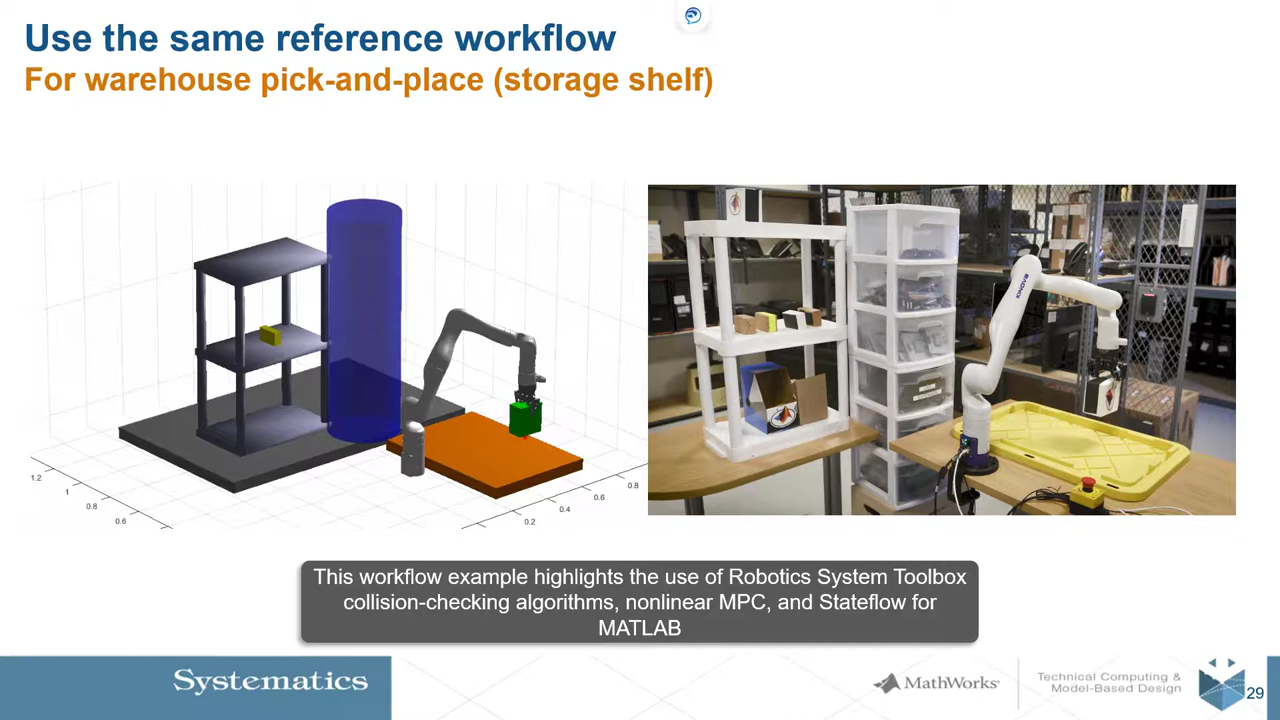 Use the same reference workflow
For warehouse pick-and-place (storage shelf)
1.2
1
0.8
0.6
0.2
0.4
0.6
0.8
KINOVA
This workflow example highlights the use of Robotics System Toolbox
collision-checking algorithms, nonlinear MPC, and Stateflow for
MATLAB
Systematics
MathWorks
Technical Computing &
Model-Based Design
29